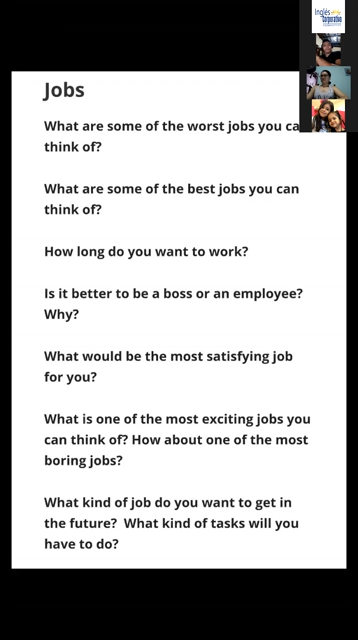 Inglés
Corporativo
Jobs
What are some of the worst jobs you ca
think of?
What are some of the best jobs you can
think of?
How long do you want to work?
Is it better to be a boss or an employee?
Why?
What would be the most satisfying job
for you?
What is one of the most exciting jobs you
can think of? How about one of the most
boring jobs?
What kind of job do you want to get in
the future?  What kind of tasks will you
have to do?